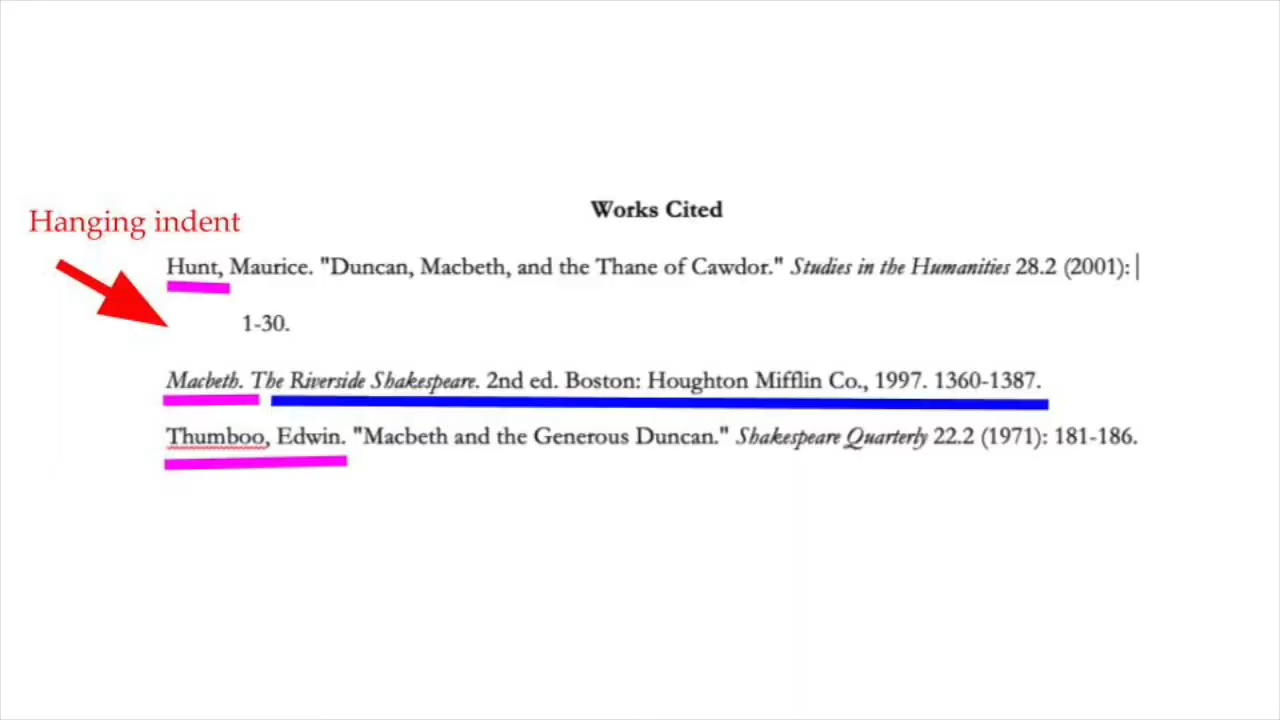 Works Cited
Hanging indent
Hunt, Maurice. "Duncan, Macbeth, and the Thane of Cawdor." Studies in the Humanities 28.2 (2001):
1-30.
Macbeth. The Riverside Shakespeare. 2nd ed. Boston: Houghton Mifflin Co., 1997. 1360-1387.
Thumboo, Edwin. "Macbeth and the Generous Duncan." Shakespeare Quarterly 22.2 (1971): 181-186.